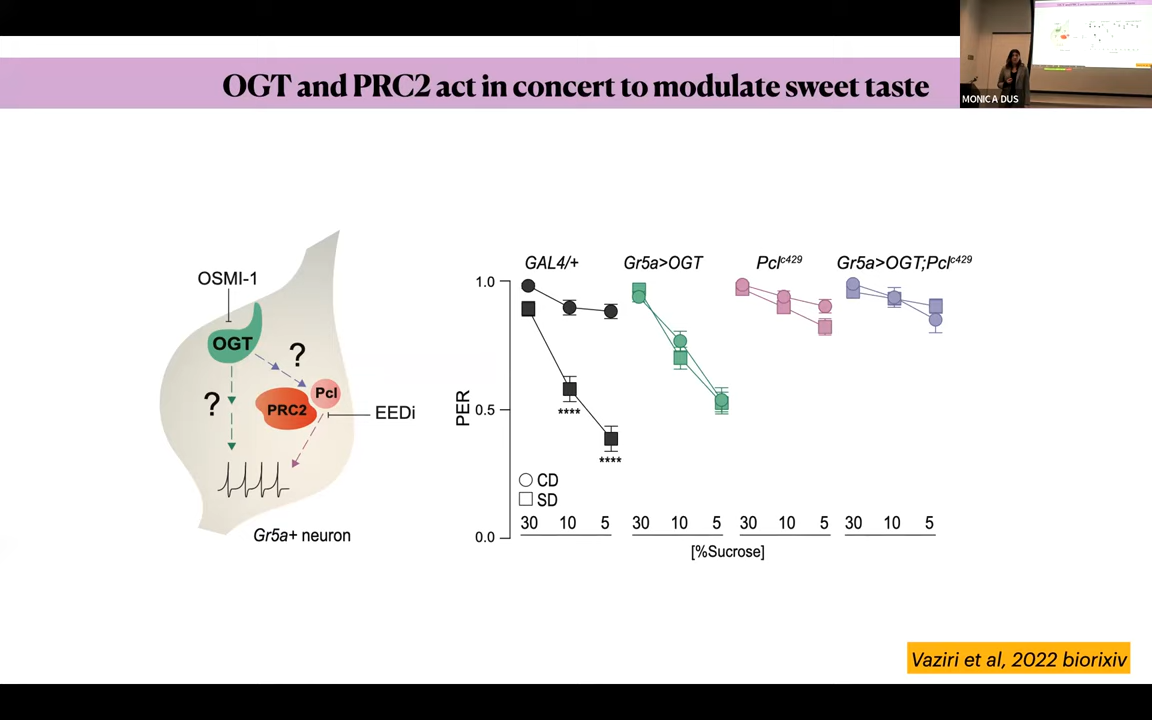 OGT and PRC2 act in concert to modulate sweet taste
MONICA DUS
OSMI-1
OGT
?
?
Pcl
PRC2
EEDi
Gr5a+ neuron
GAL4/+
Gr5a>OGT
Pclc429
Gr5a>OGT;Pclc429
1.0
0.5
0.0
PER
****
****
CD
SD
30 10 5 30 10 5 30 10 5 30 10 5
[%Sucrose]
Vaziri et al, 2022 biorixiv